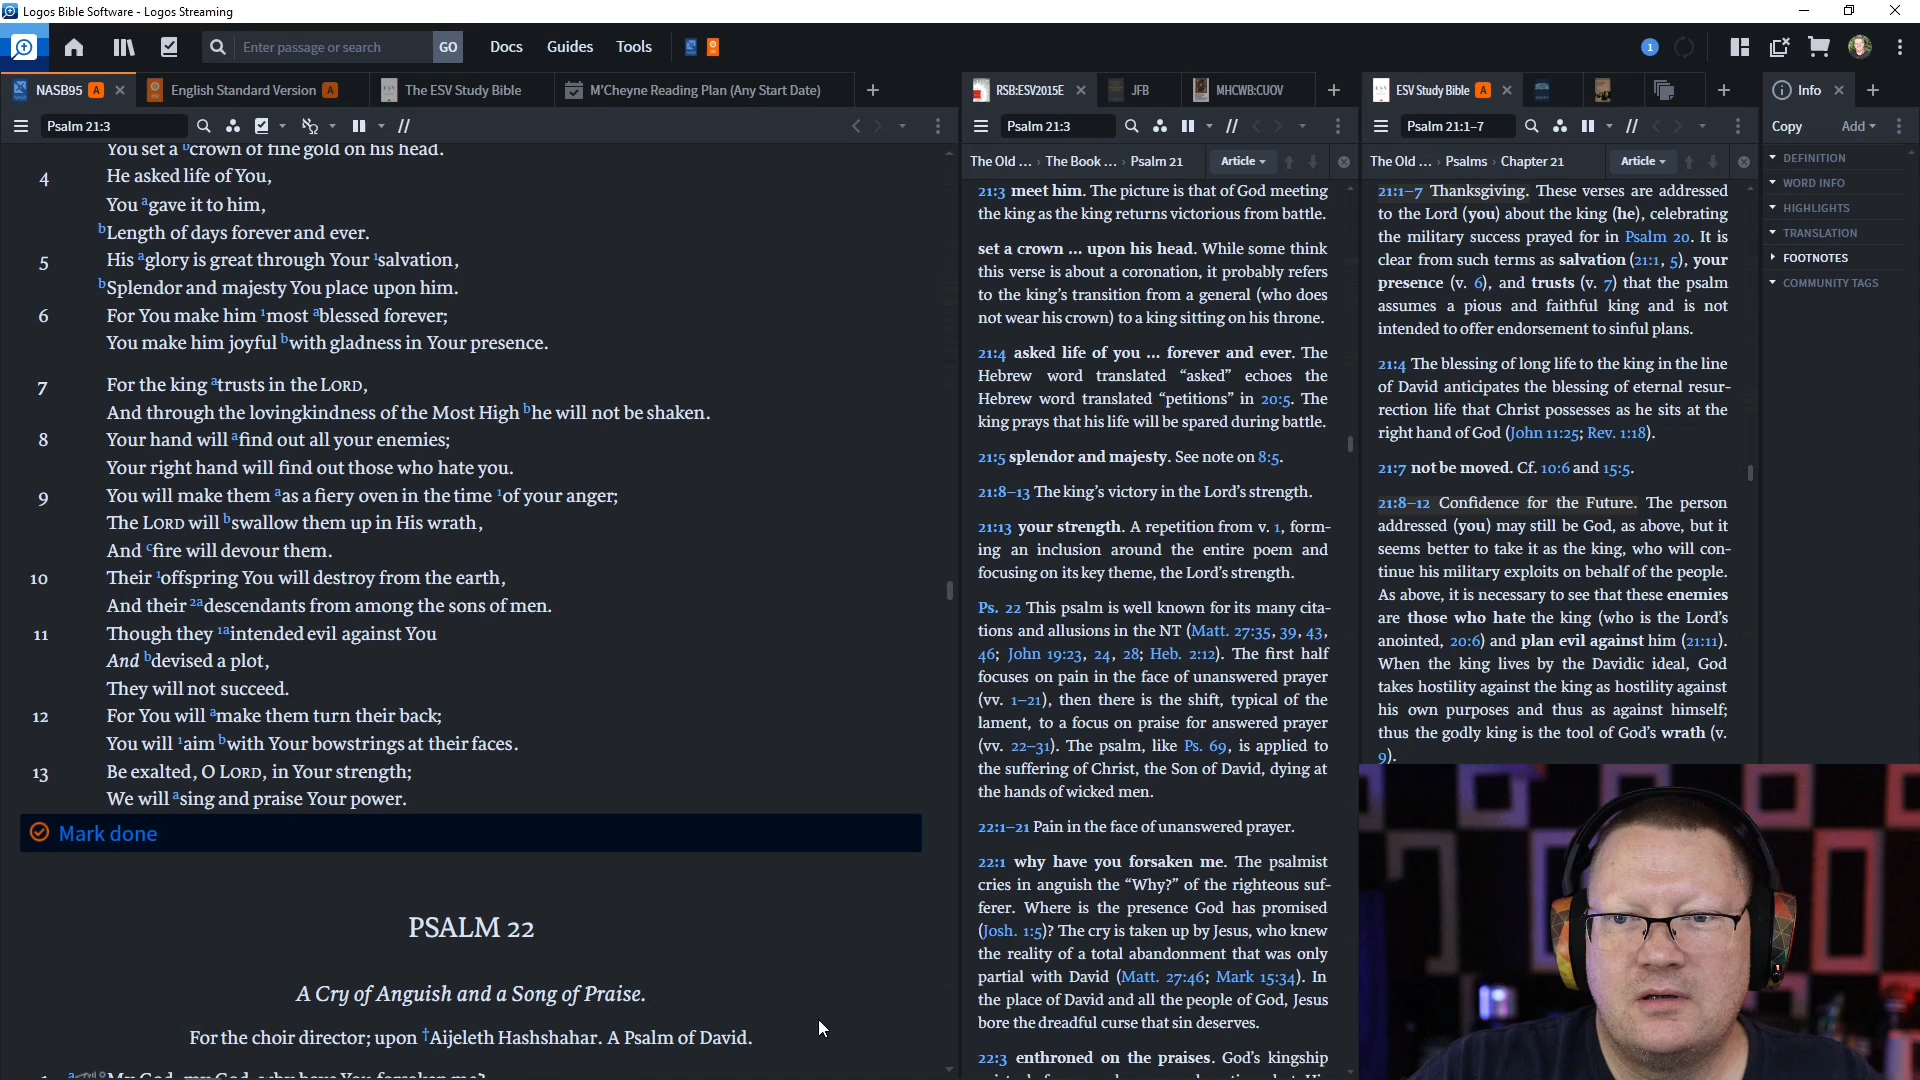 Logos Bible Software - Logos Streaming
Enter passage or search
GO
Docs
Guides
Tools
1
NASB95 A
English Standard Version A
The ESV Study Bible
M'Cheyne Reading Plan (Any Start Date)
Psalm 21:3
You set a bcrown of fine gold on his head.
4 He asked life of You,
You agave it to him,
bLength of days forever and ever.
5 His aglory is great through Your 1salvation,
bSplendor and majesty You place upon him.
6 For You make him 1most ablessed forever;
You make him joyful bwith gladness in Your presence.
7 For the king atrusts in the LORD,
And through the lovingkindness of the Most High bhe will not be shaken.
8 Your hand will afind out all your enemies;
Your right hand will find out those who hate you.
9 You will make them aas a fiery oven in the time 1of your anger;
The LORD will bswallow them up in His wrath,
And cfire will devour them.
10 Their 1offspring You will destroy from the earth,
And their 2adescendants from among the sons of men.
11 Though they 1aintended evil against You
And bdevised a plot,
They will not succeed.
12 For You will amake them turn their back;
You will 1aim bwith Your bowstrings at their faces.
13 Be exalted, O LORD, in Your strength;
We will asing and praise Your power.
Mark done
PSALM 22
A Cry of Anguish and a Song of Praise.
For the choir director; upon †Aijeleth Hashshahar. A Psalm of David.
RSB:ESV2015E
JFB
MHCWB:CUOV
Psalm 21:3
The Old ... › The Book ... › Psalm 21
Article
21:3 meet him. The picture is that of God meeting
the king as the king returns victorious from battle.
set a crown ... upon his head. While some think
this verse is about a coronation, it probably refers
to the king's transition from a general (who does
not wear his crown) to a king sitting on his throne.
21:4 asked life of you ... forever and ever. The
Hebrew word translated “asked” echoes the
Hebrew word translated “petitions” in 20:5. The
king prays that his life will be spared during battle.
21:5 splendor and majesty. See note on 8:5.
21:8–13 The king's victory in the Lord's strength.
21:13 your strength. A repetition from v. 1, form-
ing an inclusion around the entire poem and
focusing on its key theme, the Lord's strength.
Ps. 22 This psalm is well known for its many cita-
tions and allusions in the NT (Matt. 27:35, 39, 43,
46; John 19:23, 24, 28; Heb. 2:12). The first half
focuses on pain in the face of unanswered prayer
(vv. 1–21), then there is the shift, typical of the
lament, to a focus on praise for answered prayer
(vv. 22–31). The psalm, like Ps. 69, is applied to
the suffering of Christ, the Son of David, dying at
the hands of wicked men.
22:1–21 Pain in the face of unanswered prayer.
22:1 why have you forsaken me. The psalmist
cries in anguish the “Why?” of the righteous suf-
ferer. Where is the presence God has promised
(Josh. 1:5)? The cry is taken up by Jesus, who knew
the reality of a total abandonment that was only
partial with David (Matt. 27:46; Mark 15:34). In
the place of David and all the people of God, Jesus
bore the dreadful curse that sin deserves.
22:3 enthroned on the praises. God's kingship
ESV Study Bible A
Psalm 21:1–7
The Old ... › Psalms › Chapter 21
Article
21:1–7 Thanksgiving. These verses are addressed
to the Lord (you) about the king (he), celebrating
the military success prayed for in Psalm 20. It is
clear from such terms as salvation (21:1, 5), your
presence (v. 6), and trusts (v. 7) that the psalm
assumes a pious and faithful king and is not
intended to offer endorsement to sinful plans.
21:4 The blessing of long life to the king in the line
of David anticipates the blessing of eternal resur-
rection life that Christ possesses as he sits at the
right hand of God (John 11:25; Rev. 1:18).
21:7 not be moved. Cf. 10:6 and 15:5.
21:8–12 Confidence for the Future. The person
addressed (you) may still be God, as above, but it
seems better to take it as the king, who will con-
tinue his military exploits on behalf of the people.
As above, it is necessary to see that these enemies
are those who hate the king (who is the Lord's
anointed, 20:6) and plan evil against him (21:11).
When the king lives by the Davidic ideal, God
takes hostility against the king as hostility against
his own purposes and thus as against himself;
thus the godly king is the tool of God's wrath (v.
9).
Info
Copy
Add
DEFINITION
WORD INFO
HIGHLIGHTS
TRANSLATION
FOOTNOTES
COMMUNITY TAGS